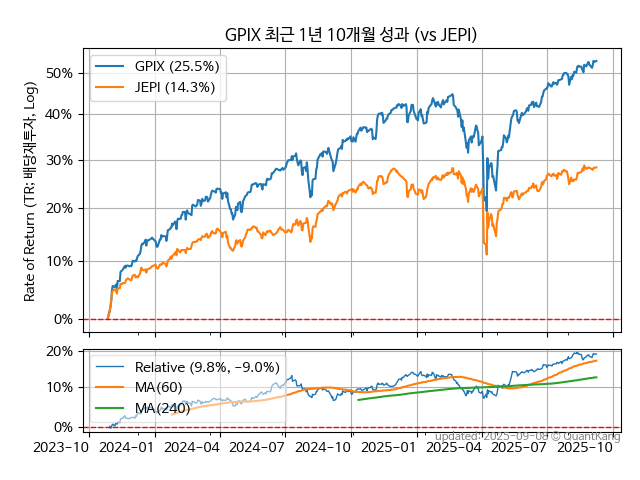 GPIX 최근 1년 10개월 성과 (vs JEPI)
Rate of Return (TR: 배당재투자, Log)
50%
40%
30%
20%
10%
0%
GPIX (25.5%)
JEPI (14.3%)
20%
10%
0%
Relative (9.8%, −9.0%)
MA(60)
MA(240)
updated: 2025-09-08 © QuantKang
2023-10 2024-01 2024-04 2024-07 2024-10 2025-01 2025-04 2025-07 2025-10